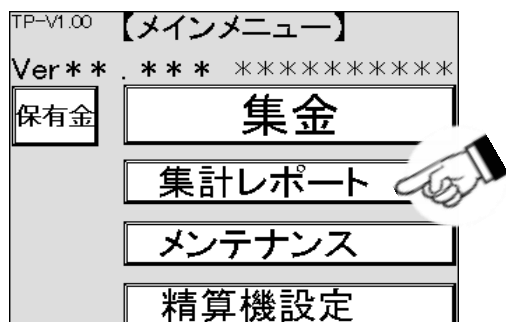 TP-V1.00 【メインメニュー】
Ver**.*** **********
保有金 集金
集計レポート
メンテナンス
精算機設定